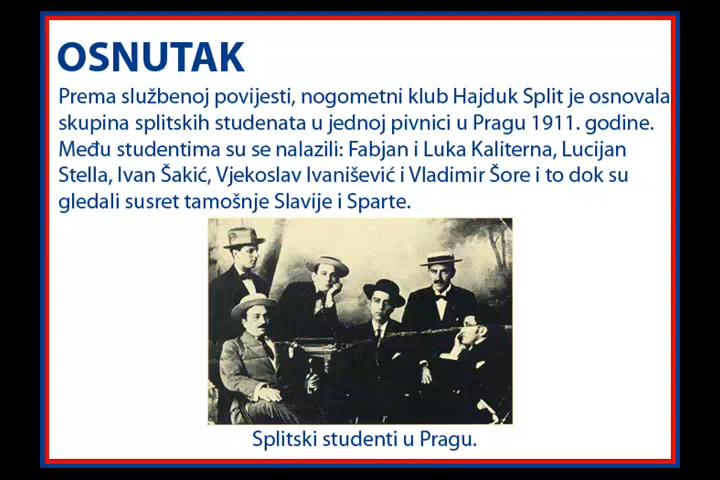 OSNUTAK
Prema službenoj povijesti, nogometni klub Hajduk Split je osnovala
skupina splitskih studenata u jednoj pivnici u Pragu 1911. godine.
Među studentima su se nalazili: Fabjan i Luka Kaliterna, Lucijan
Stella, Ivan Šakić, Vjekoslav Ivanišević i Vladimir Šore i to dok su
gledali susret tamošnje Slavije i Sparte.
Splitski studenti u Pragu.